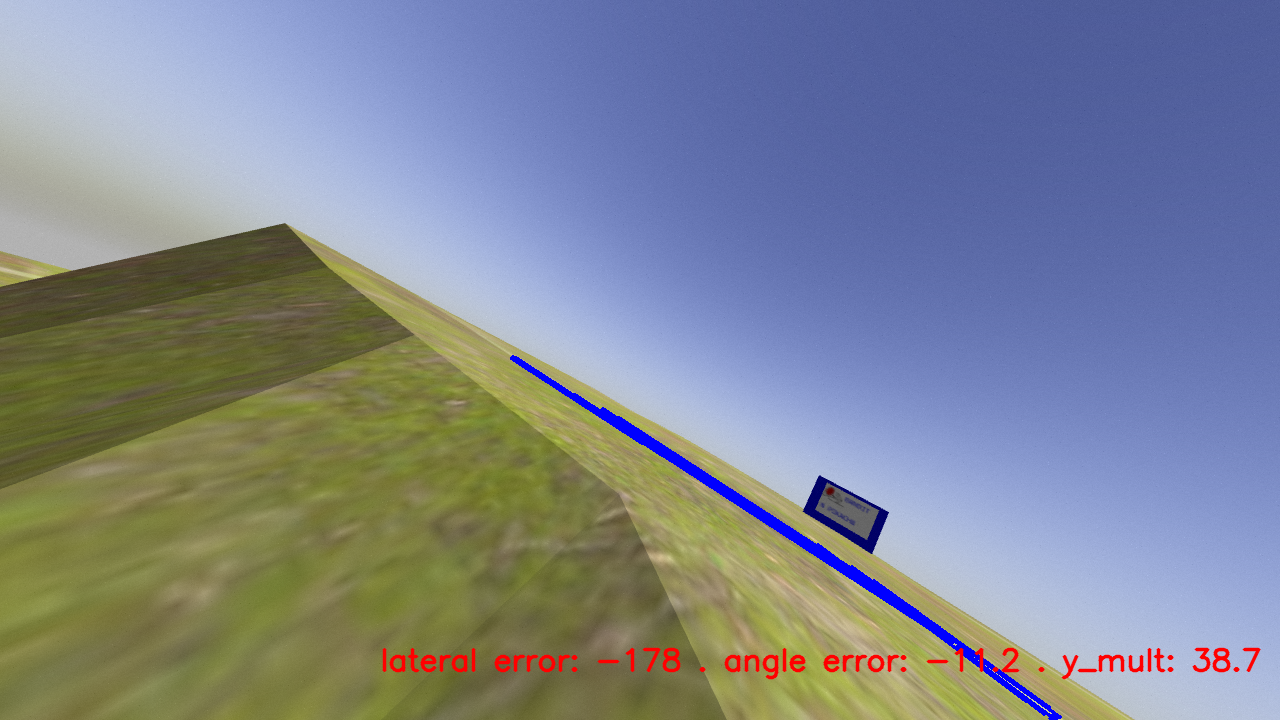 lateral error: -178 . angle error: -11.2 . y_mult: 38.7